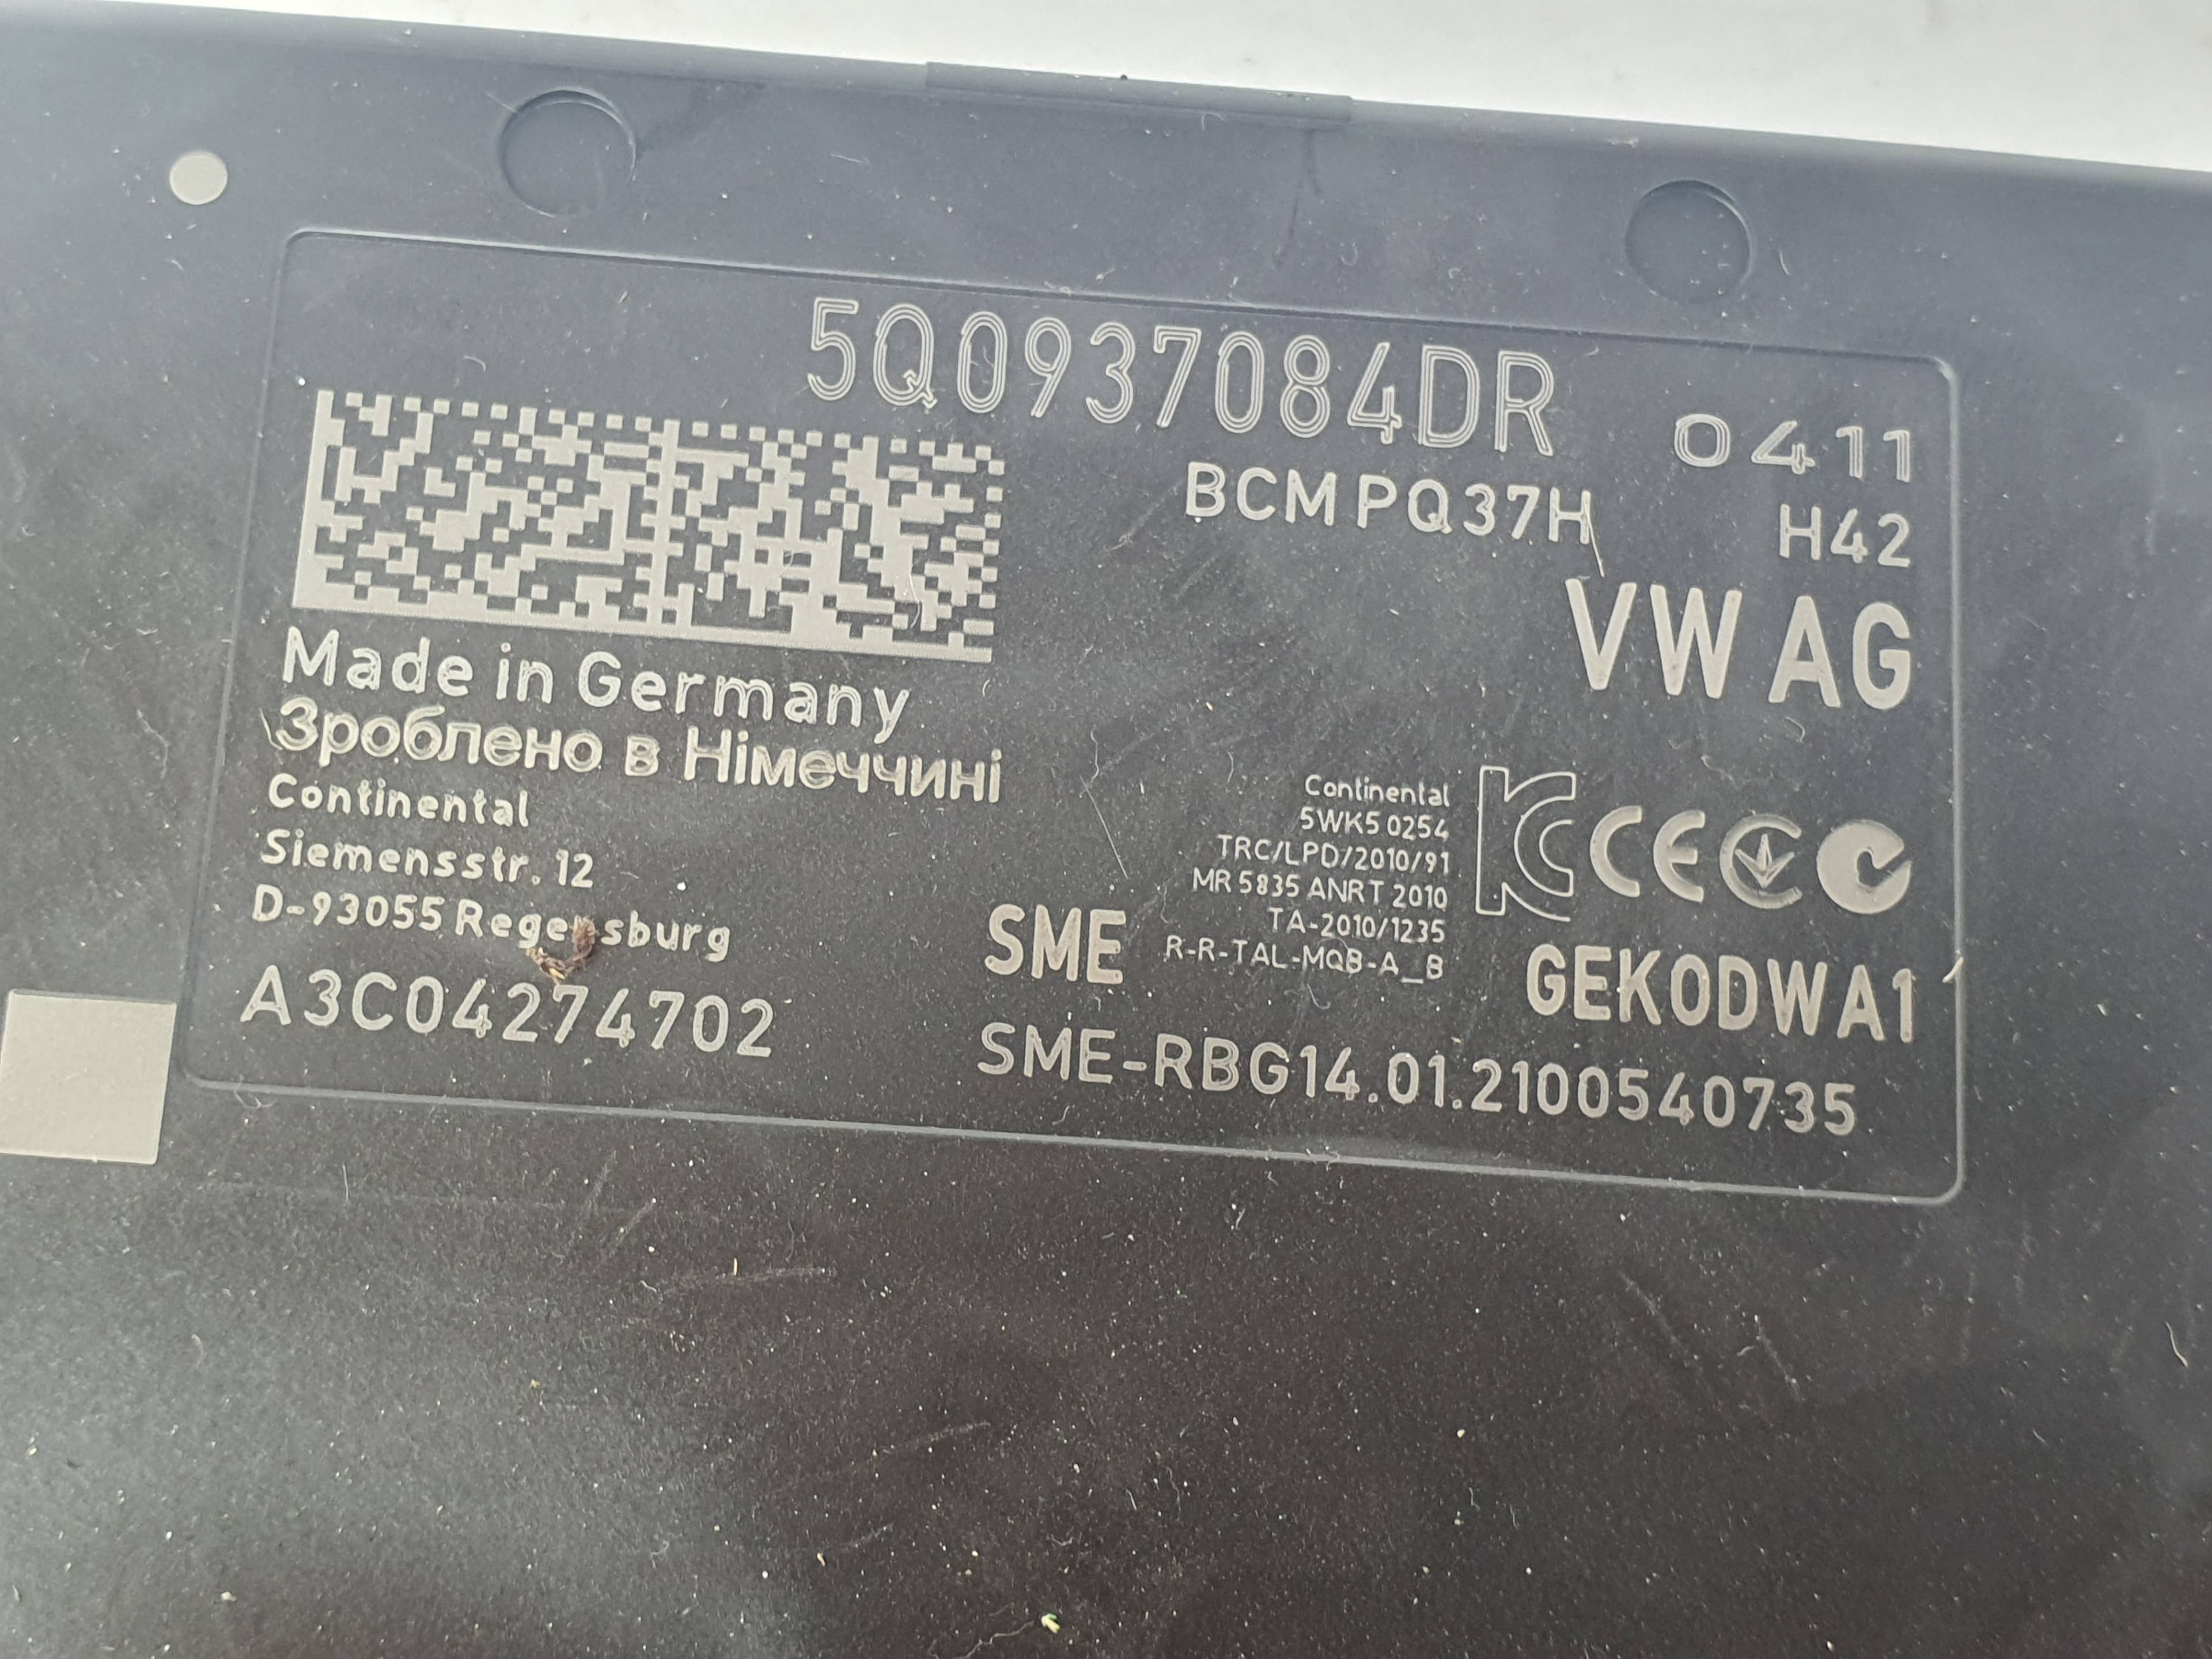 5Q0937084DR
0411
BCM PQ37H
H42
VW AG
Made in Germany
Зроблено в Німеччині
Continental
Siemensstr. 12
D-93055 Regensburg
A3C04274702
Continental
5WK5 0254
TRC/LPD/2010/91
MR 5835 ANRT 2010
TA-2010/1235
R-R-TAL-MQB-A_B
CE
SME
GEK0DWA1
SME-RBG14.01.2100540735